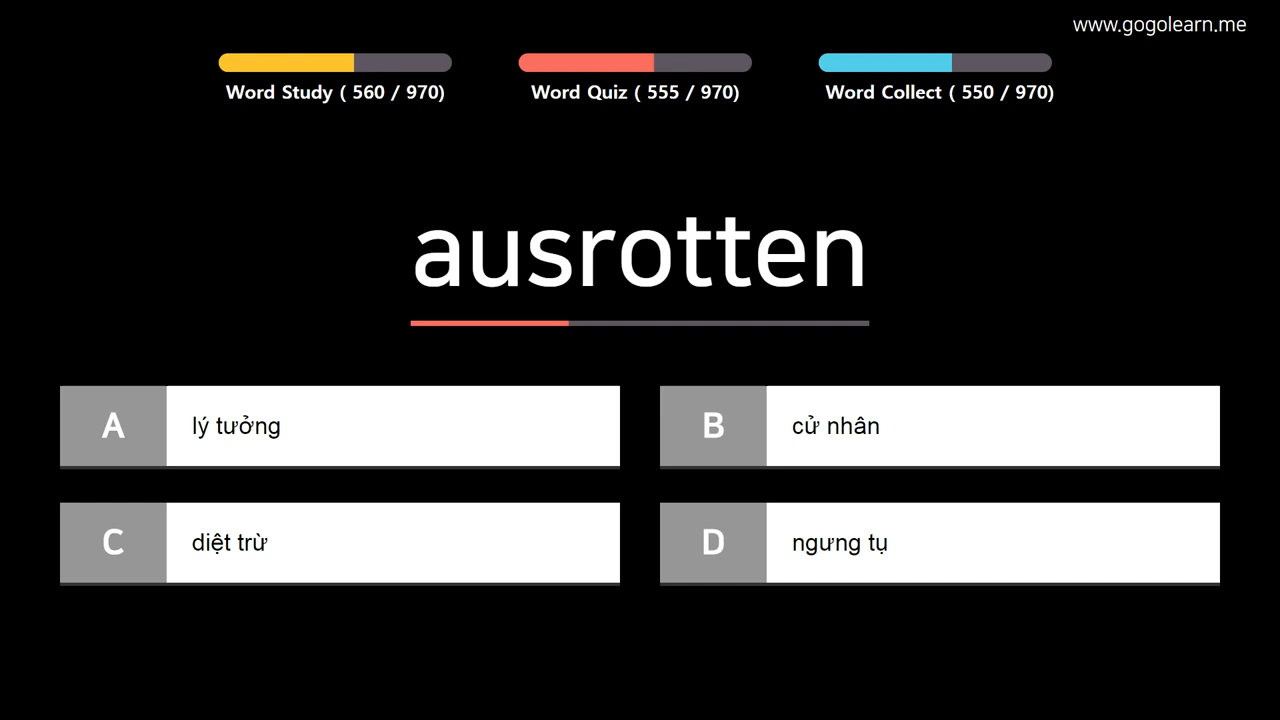 www.gogolearn.me
Word Study ( 560 / 970)
Word Quiz ( 555 / 970)
Word Collect ( 550 / 970)
ausrotten
A
lý tưởng
B
cử nhân
C
diệt trừ
D
ngưng tụ